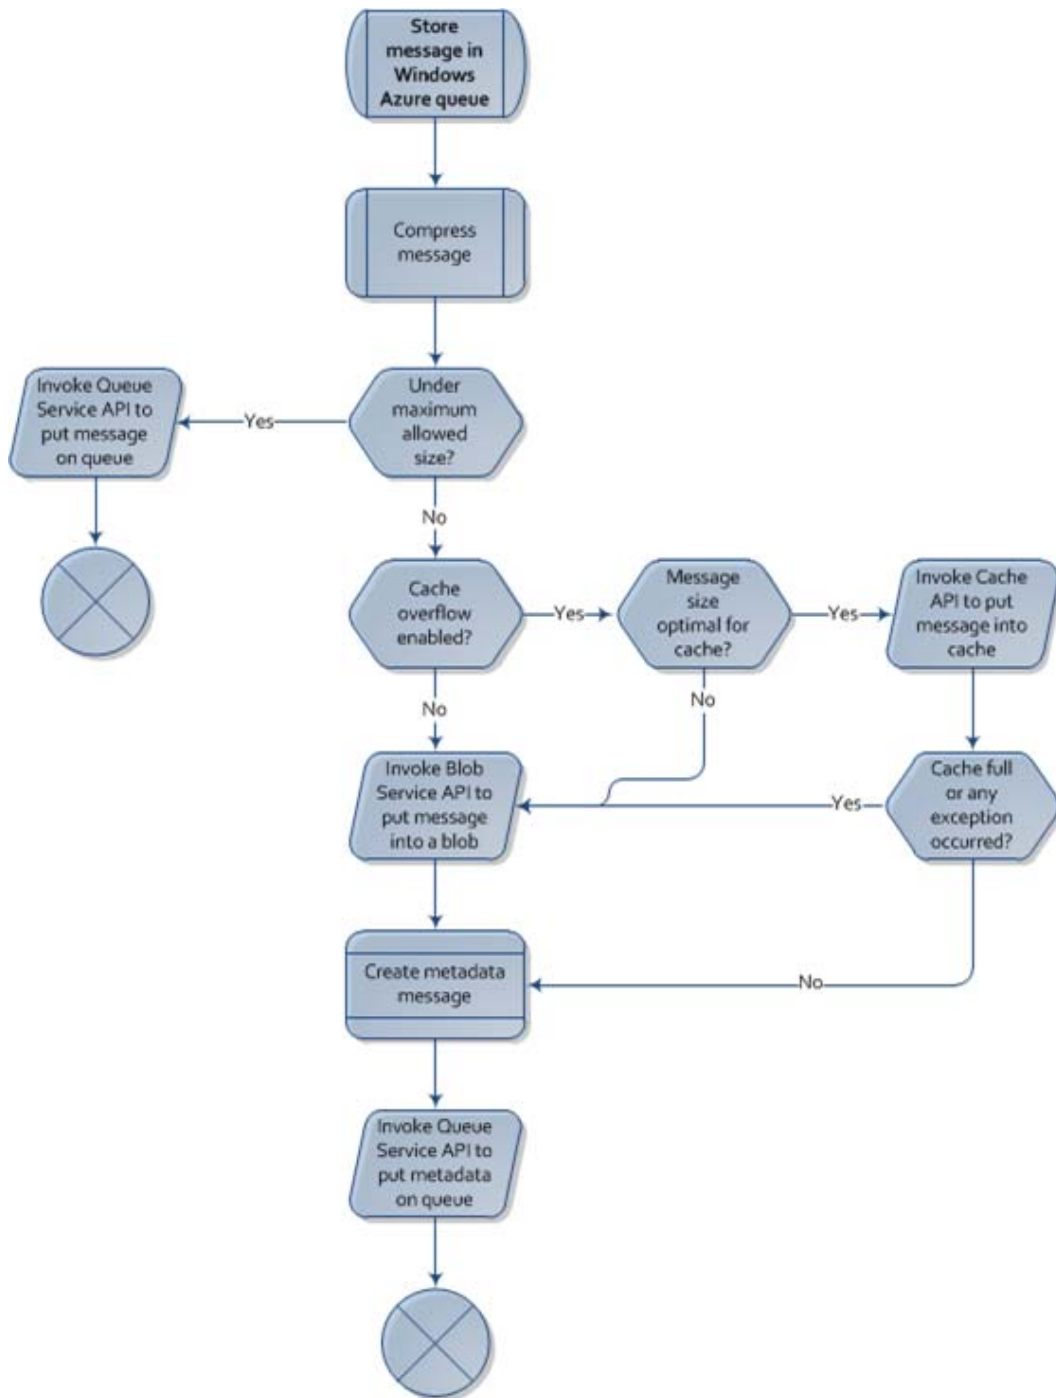 Store
message in
Windows
Azure queue
Compress
message
Under
maximum
allowed
size?
Yes
Invoke Queue
Service API to
put message
on queue
No
Cache
overflow
enabled?
Yes
Message
size
optimal for
cache?
Yes
Invoke Cache
API to put
message into
cache
No
No
Invoke Blob
Service API to
put message
into a blob
Yes
Cache full
or any
exception
occurred?
Create metadata
message
No
Invoke Queue
Service API to
put metadata
on queue